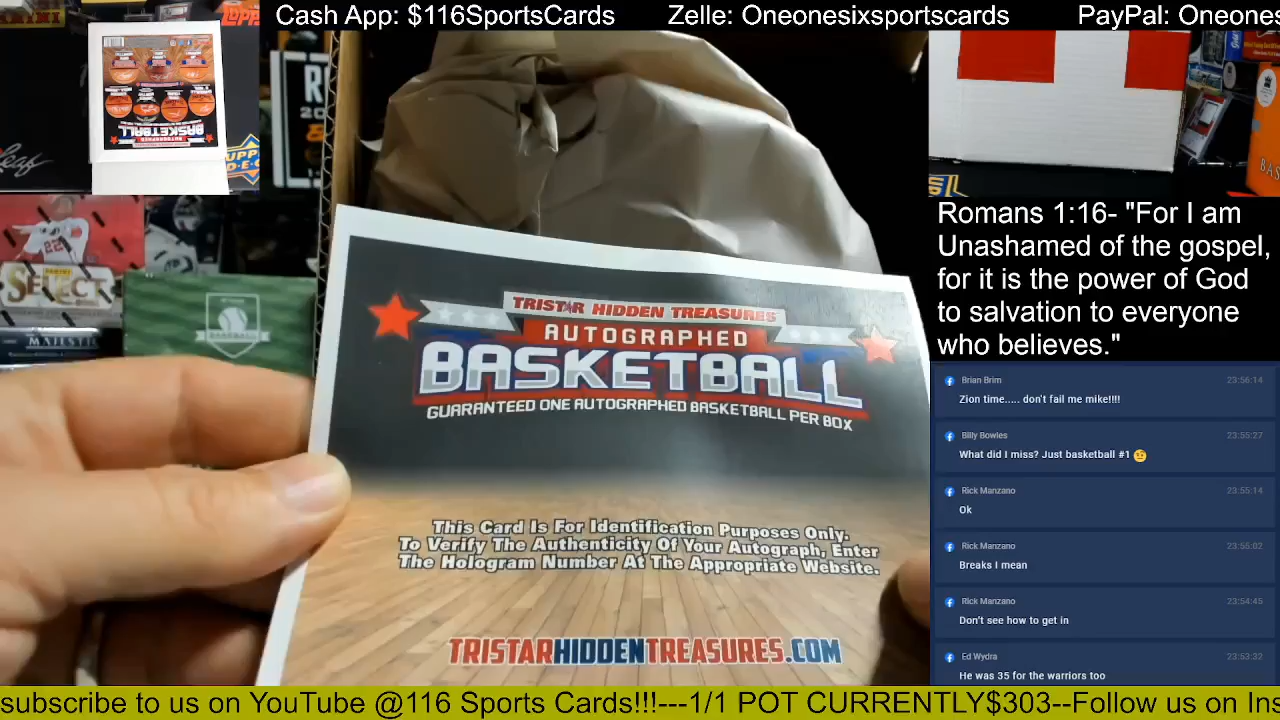 Cash App: $116SportsCards Zelle: Oneonesixsportscards PayPal: Oneones
BASKETBALL
Leaf
UPP
SELECT
MAJESTIC
TRISTAR HIDDEN TREASURES
AUTOGRAPHED
BASKETBALL
GUARANTEED ONE AUTOGRAPHED BASKETBALL PER BOX
This Card Is For Identification Purposes Only.
To Verify The Authenticity Of Your Autograph, Enter
The Hologram Number At The Appropriate Website.
TRISTARHIDDENTREASURES.COM
Romans 1:16- "For I am
Unashamed of the gospel,
for it is the power of God
to salvation to everyone
who believes."
Brian Brim 23:56:14
Zion time..... don't fail me mike!!!!
Billy Bowles 23:55:27
What did I miss? Just basketball #1 🤨
Rick Manzano 23:55:14
Ok
Rick Manzano 23:55:02
Breaks I mean
Rick Manzano 23:54:45
Don't see how to get in
Ed Wydra 23:53:32
He was 35 for the warriors too
subscribe to us on YouTube @116 Sports Cards!!!---1/1 POT CURRENTLY$303--Follow us on Ins